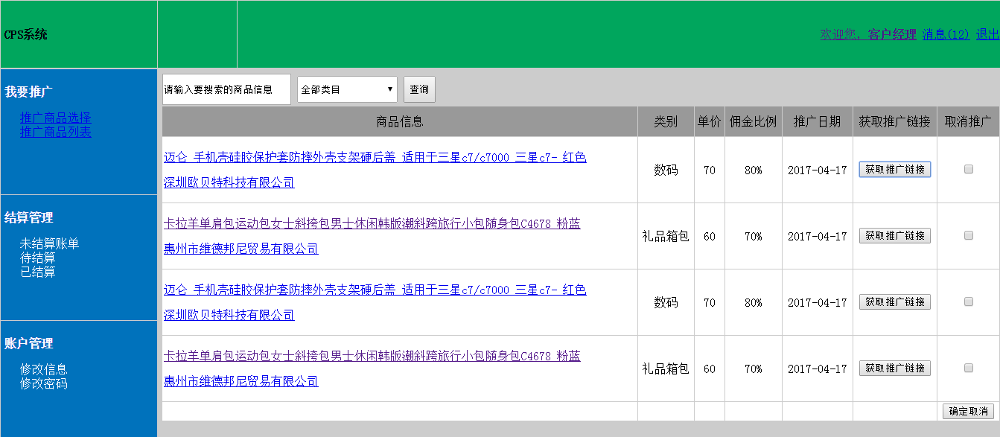 CPS系统
欢迎您，客户经理 消息(12) 退出
我要推广
推广商品选择
推广商品列表
结算管理
未结算账单
待结算
已结算
账户管理
修改信息
修改密码
请输入要搜索的商品信息 全部类目 查询
商品信息 类别 单价 佣金比例 推广日期 获取推广链接 取消推广
迈仑 手机壳硅胶保护套防摔外壳支架硬后盖 适用于三星c7/c7000 三星c7- 红色
深圳欧贝特科技有限公司
数码 70 80% 2017-04-17 获取推广链接
卡拉羊单肩包运动包女士斜挎包男士休闲韩版潮斜跨旅行小包随身包C4678 粉蓝
惠州市维德邦尼贸易有限公司
礼品箱包 60 70% 2017-04-17 获取推广链接
迈仑 手机壳硅胶保护套防摔外壳支架硬后盖 适用于三星c7/c7000 三星c7- 红色
深圳欧贝特科技有限公司
数码 70 80% 2017-04-17 获取推广链接
卡拉羊单肩包运动包女士斜挎包男士休闲韩版潮斜跨旅行小包随身包C4678 粉蓝
惠州市维德邦尼贸易有限公司
礼品箱包 60 70% 2017-04-17 获取推广链接
确定取消